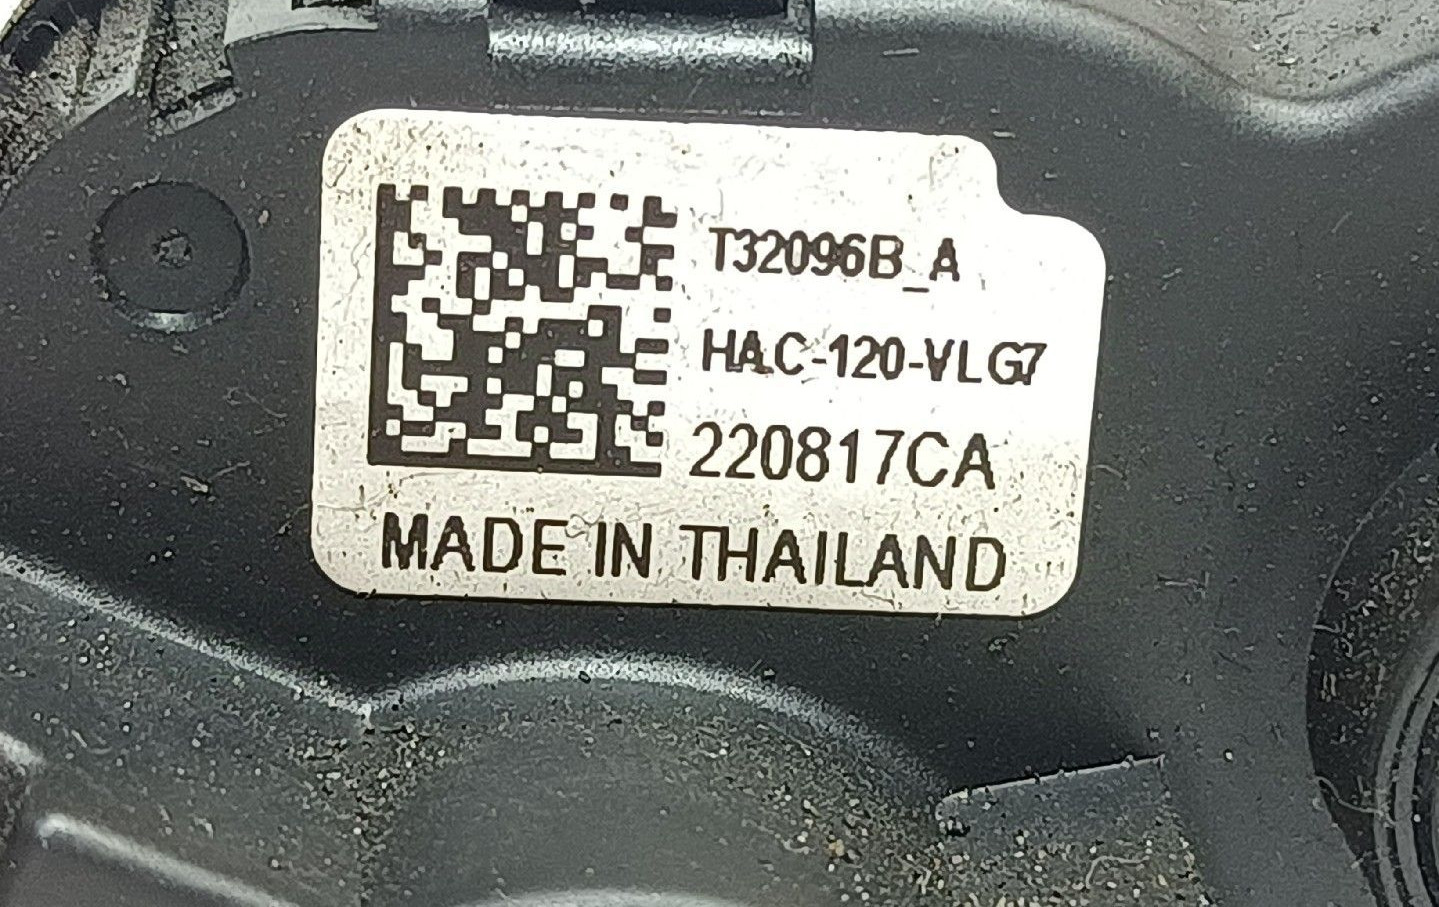 T32096B_A
HAC-120-VLG7
220817CA
MADE IN THAILAND